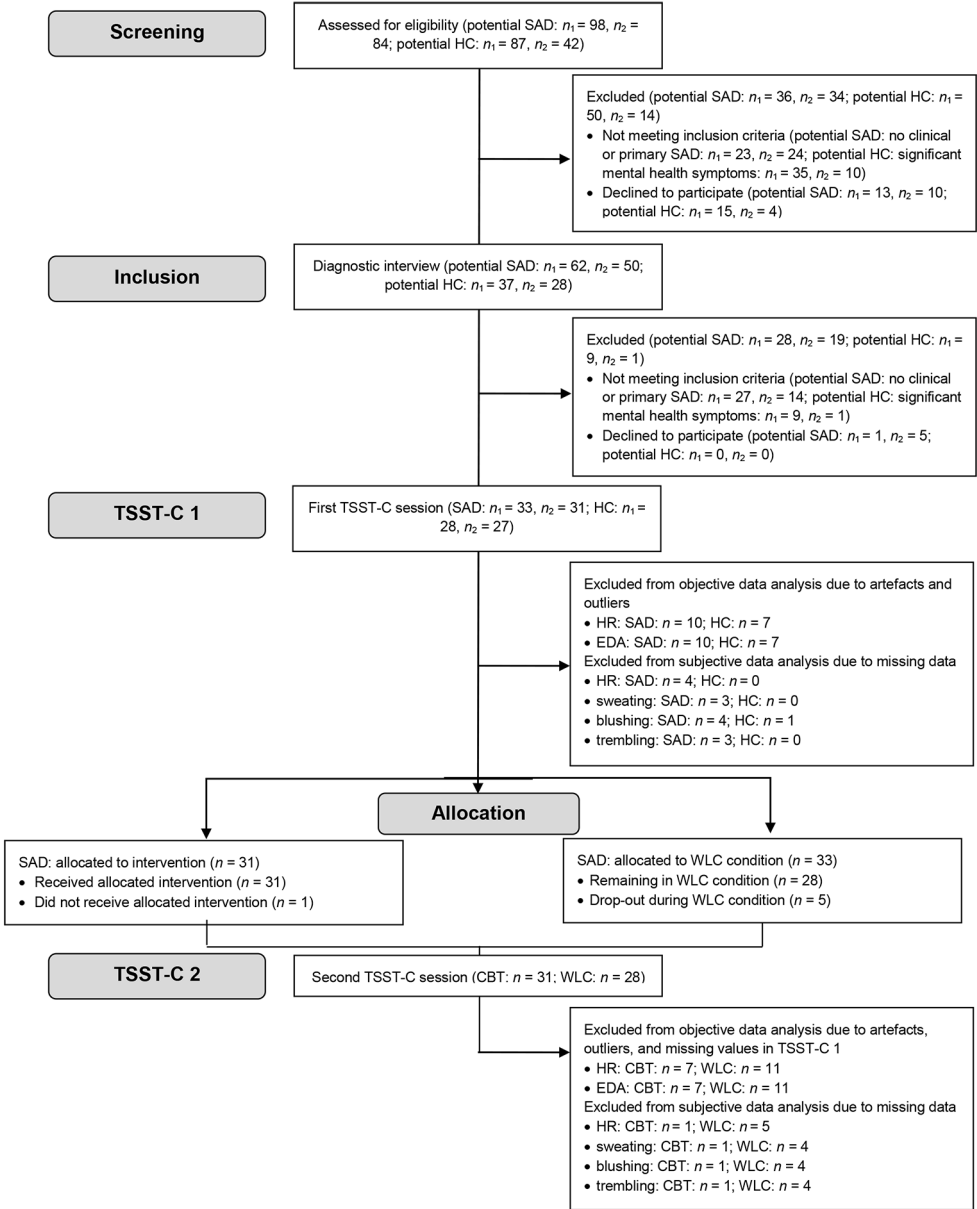 Screening
Assessed for eligibility (potential SAD: n₁ = 98, n₂ =
84; potential HC: n₁ = 87, n₂ = 42)
Excluded (potential SAD: n₁ = 36, n₂ = 34; potential HC: n₁ =
50, n₂ = 14)
• Not meeting inclusion criteria (potential SAD: no clinical
or primary SAD: n₁ = 23, n₂ = 24; potential HC: significant
mental health symptoms: n₁ = 35, n₂ = 10)
• Declined to participate (potential SAD: n₁ = 13, n₂ = 10;
potential HC: n₁ = 15, n₂ = 4)
Inclusion
Diagnostic interview (potential SAD: n₁ = 62, n₂ = 50;
potential HC: n₁ = 37, n₂ = 28)
Excluded (potential SAD: n₁ = 28, n₂ = 19; potential HC: n₁ =
9, n₂ = 1)
• Not meeting inclusion criteria (potential SAD: no clinical
or primary SAD: n₁ = 27, n₂ = 14; potential HC: significant
mental health symptoms: n₁ = 9, n₂ = 1)
• Declined to participate (potential SAD: n₁ = 1, n₂ = 5;
potential HC: n₁ = 0, n₂ = 0)
TSST-C 1
First TSST-C session (SAD: n₁ = 33, n₂ = 31; HC: n₁ =
28, n₂ = 27)
Excluded from objective data analysis due to artefacts and
outliers
• HR: SAD: n = 10; HC: n = 7
• EDA: SAD: n = 10; HC: n = 7
Excluded from subjective data analysis due to missing data
• HR: SAD: n = 4; HC: n = 0
• sweating: SAD: n = 3; HC: n = 0
• blushing: SAD: n = 4; HC: n = 1
• trembling: SAD: n = 3; HC: n = 0
Allocation
SAD: allocated to intervention (n = 31)
• Received allocated intervention (n = 31)
• Did not receive allocated intervention (n = 1)
SAD: allocated to WLC condition (n = 33)
• Remaining in WLC condition (n = 28)
• Drop-out during WLC condition (n = 5)
TSST-C 2
Second TSST-C session (CBT: n = 31; WLC: n = 28)
Excluded from objective data analysis due to artefacts,
outliers, and missing values in TSST-C 1
• HR: CBT: n = 7; WLC: n = 11
• EDA: CBT: n = 7; WLC: n = 11
Excluded from subjective data analysis due to missing data
• HR: CBT: n = 1; WLC: n = 5
• sweating: CBT: n = 1; WLC: n = 4
• blushing: CBT: n = 1; WLC: n = 4
• trembling: CBT: n = 1; WLC: n = 4